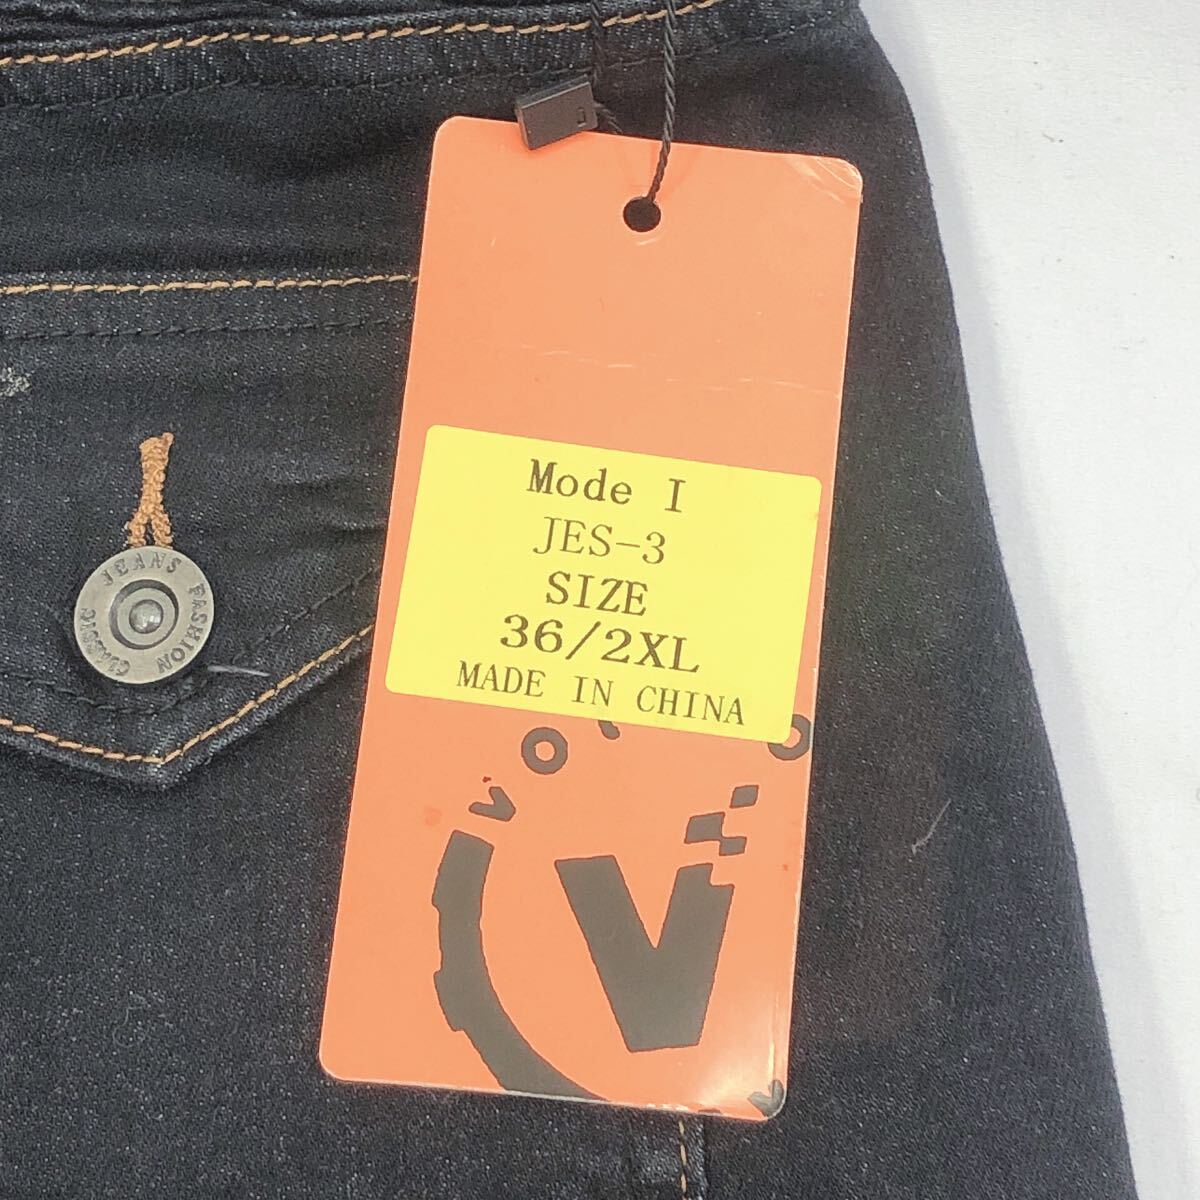 Mode I
JES-3
SIZE
36/2XL
MADE IN CHINA
V
JEANS FASHION CLASSIC